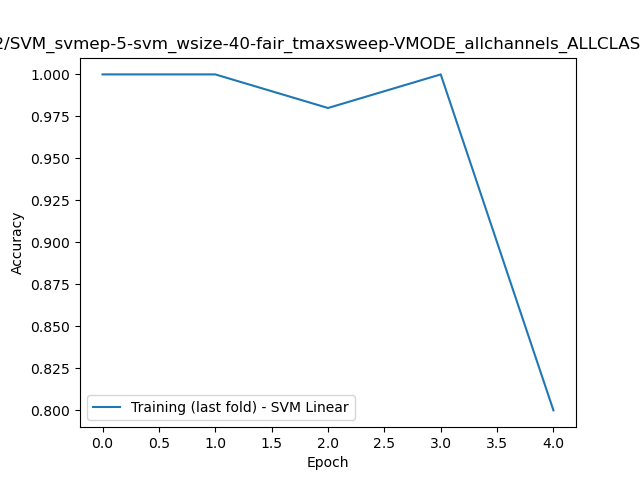 2/SVM_svmep-5-svm_wsize-40-fair_tmaxsweep-VMODE_allchannels_ALLCLAS
1.000
0.975
0.950
0.925
0.900
0.875
0.850
0.825
0.800
Accuracy
Training (last fold) - SVM Linear
0.0 0.5 1.0 1.5 2.0 2.5 3.0 3.5 4.0
Epoch